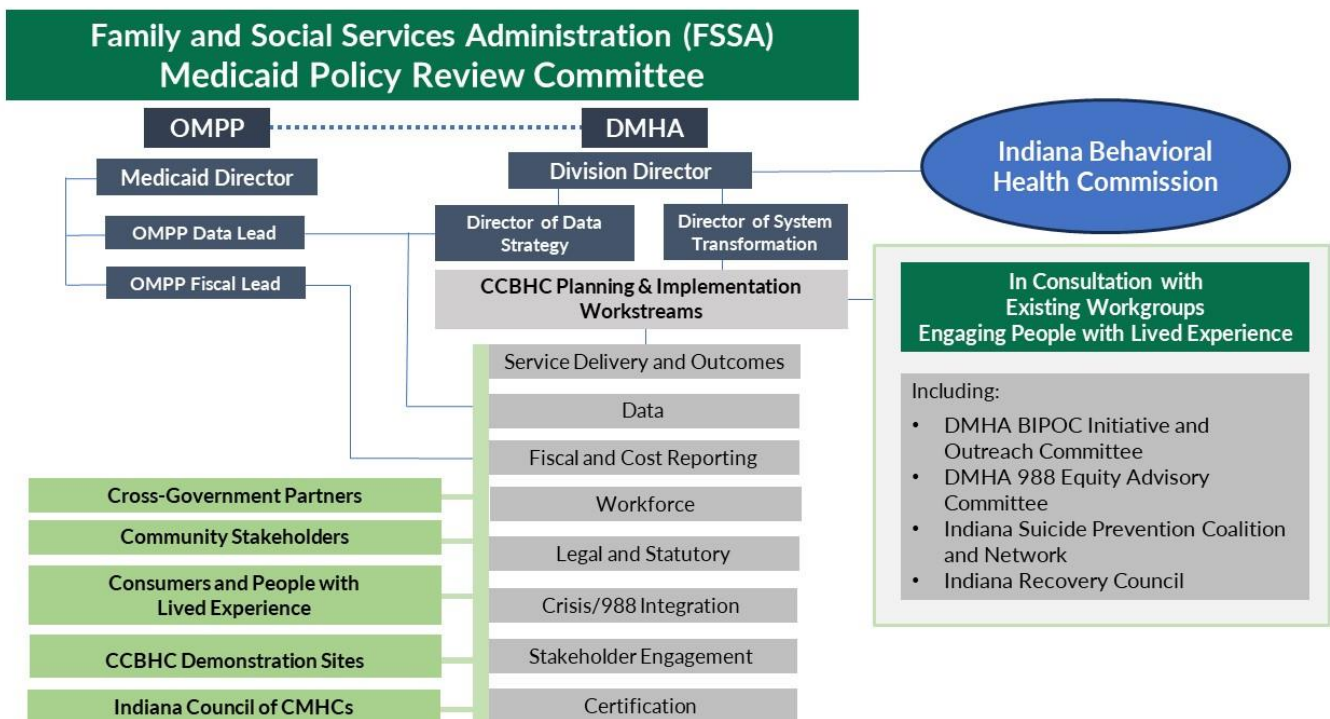 Family and Social Services Administration (FSSA)
Medicaid Policy Review Committee
OMPP
DMHA
Medicaid Director
Division Director
Indiana Behavioral
Health Commission
OMPP Data Lead
Director of Data
Strategy
Director of System
Transformation
OMPP Fiscal Lead
CCBHC Planning & Implementation
Workstreams
In Consultation with
Existing Workgroups
Engaging People with Lived Experience
Service Delivery and Outcomes
Data
Fiscal and Cost Reporting
Workforce
Legal and Statutory
Crisis/988 Integration
Stakeholder Engagement
Certification
Cross-Government Partners
Community Stakeholders
Consumers and People with
Lived Experience
CCBHC Demonstration Sites
Indiana Council of CMHCs
Including:
• DMHA BIPOC Initiative and
Outreach Committee
• DMHA 988 Equity Advisory
Committee
• Indiana Suicide Prevention Coalition
and Network
• Indiana Recovery Council